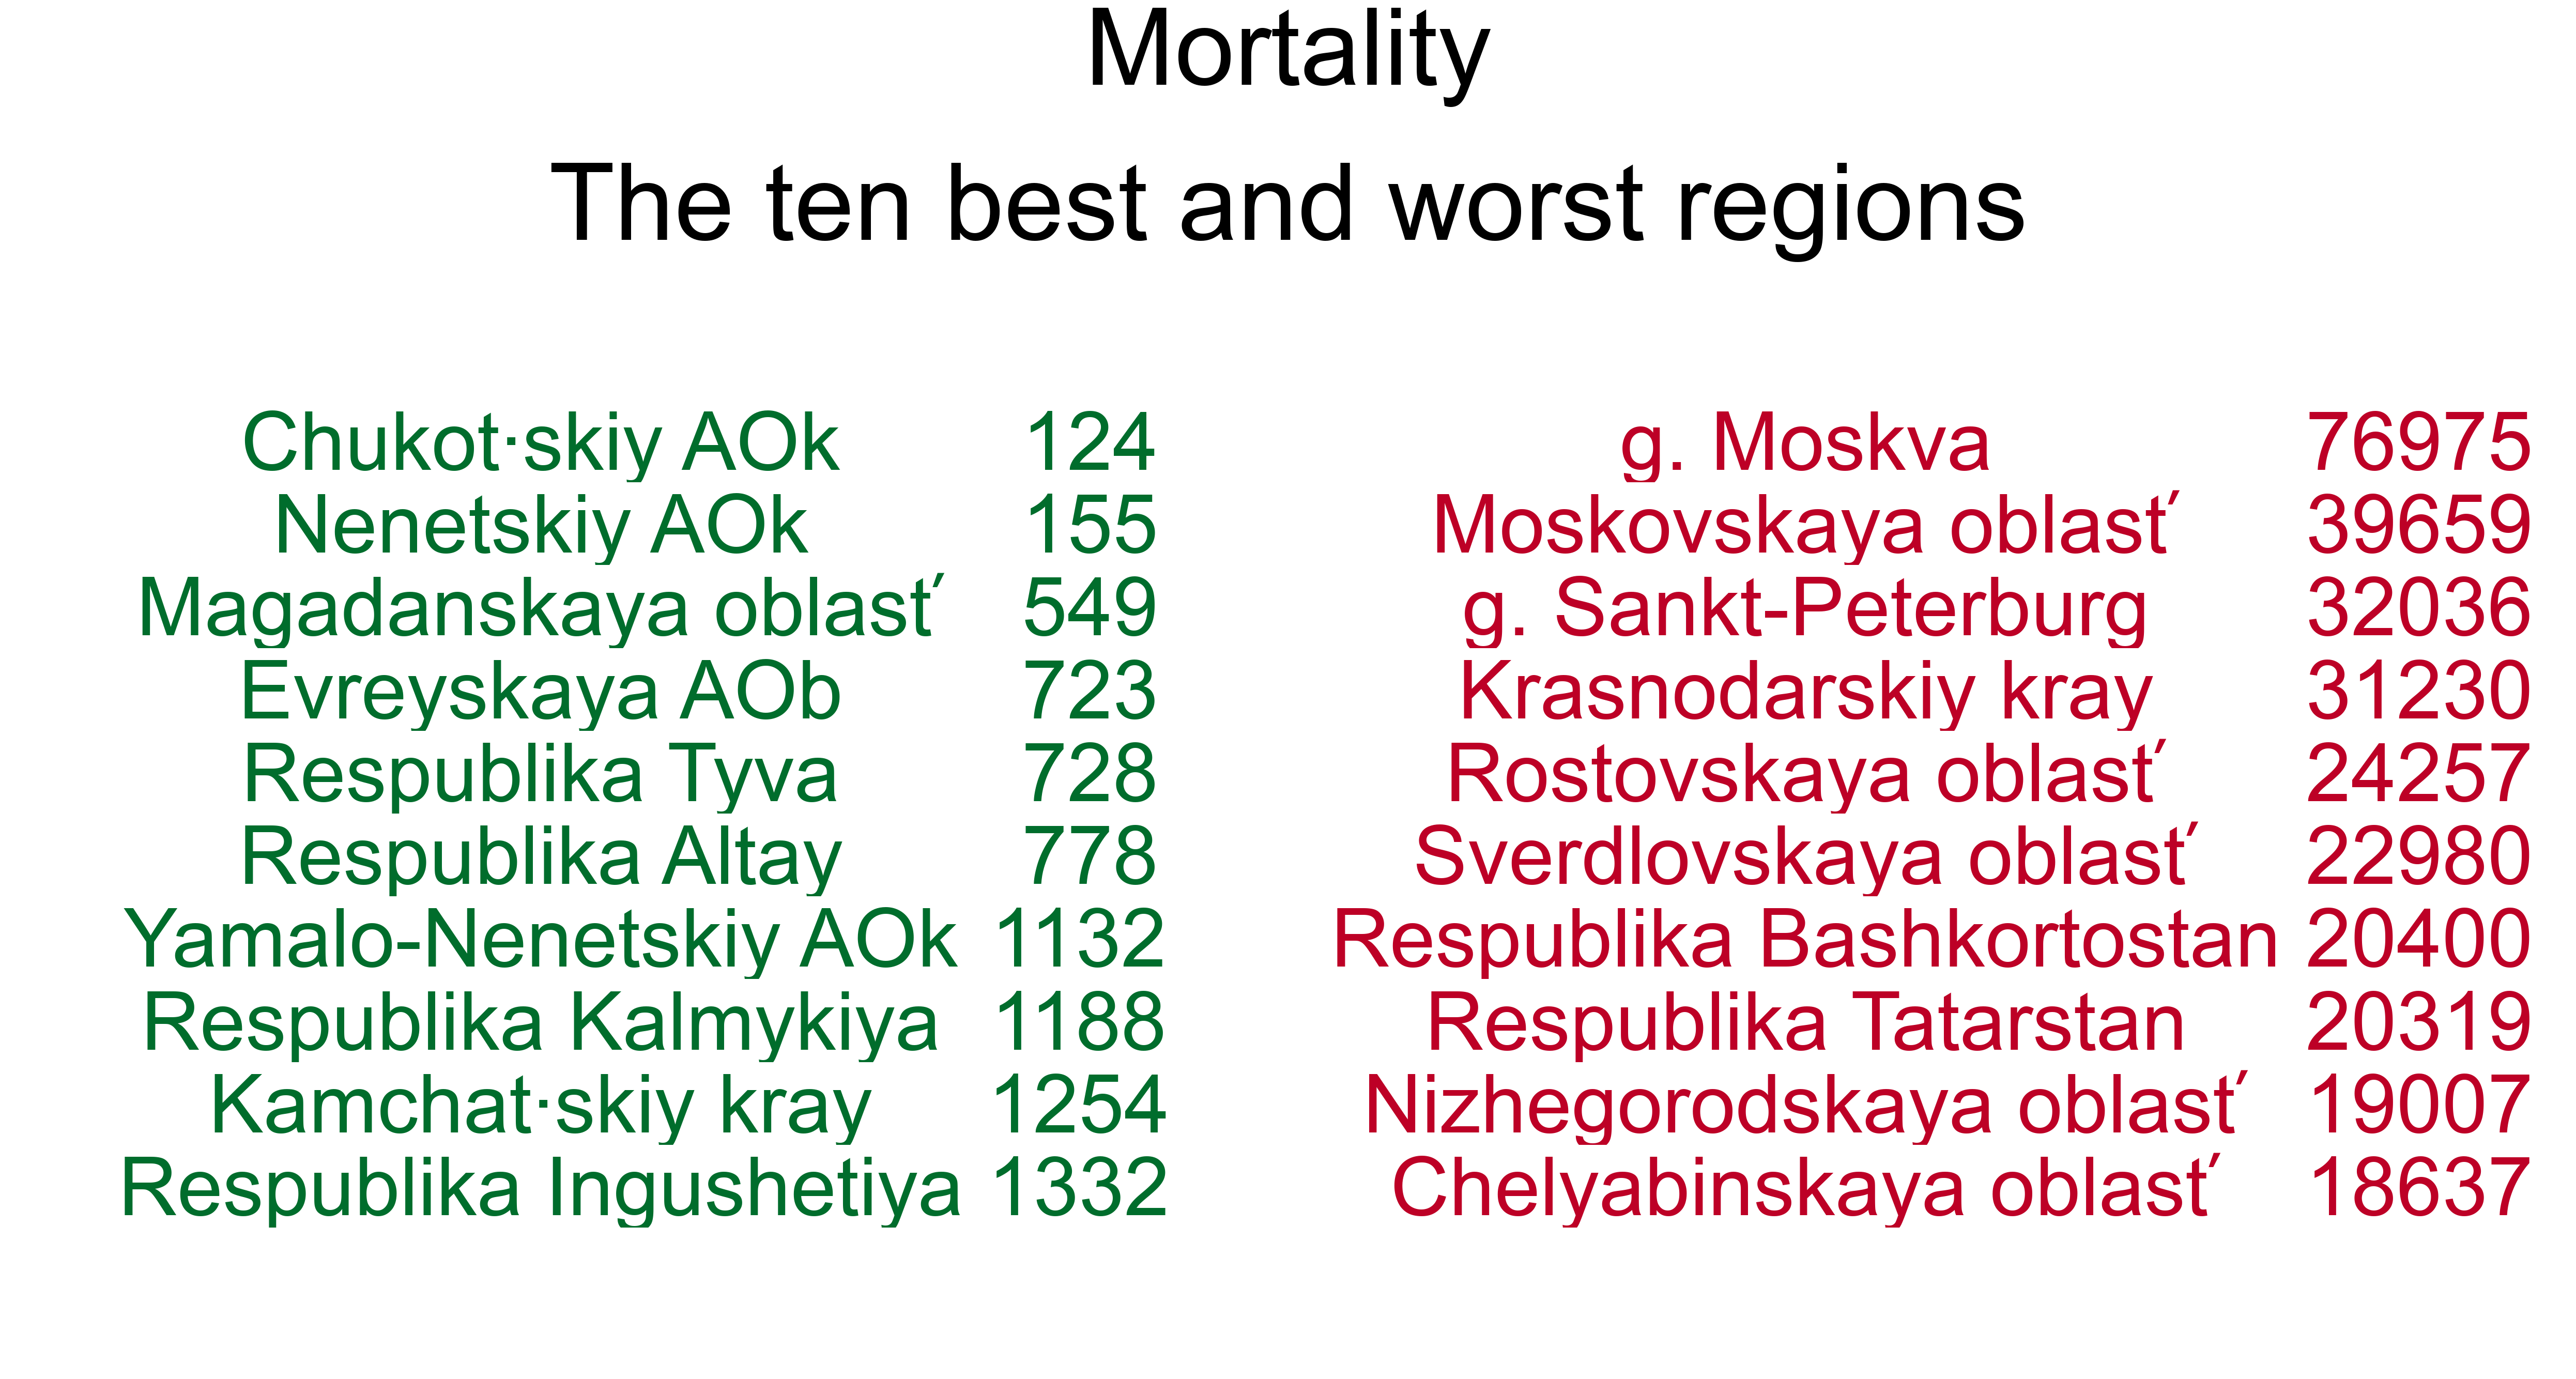 Mortality
The ten best and worst regions
Chukot·skiy AOk 124
Nenetskiy AOk 155
Magadanskaya oblastʹ 549
Evreyskaya AOb 723
Respublika Tyva 728
Respublika Altay 778
Yamalo-Nenetskiy AOk 1132
Respublika Kalmykiya 1188
Kamchat·skiy kray 1254
Respublika Ingushetiya 1332
g. Moskva 76975
Moskovskaya oblastʹ 39659
g. Sankt-Peterburg 32036
Krasnodarskiy kray 31230
Rostovskaya oblastʹ 24257
Sverdlovskaya oblastʹ 22980
Respublika Bashkortostan 20400
Respublika Tatarstan 20319
Nizhegorodskaya oblastʹ 19007
Chelyabinskaya oblastʹ 18637